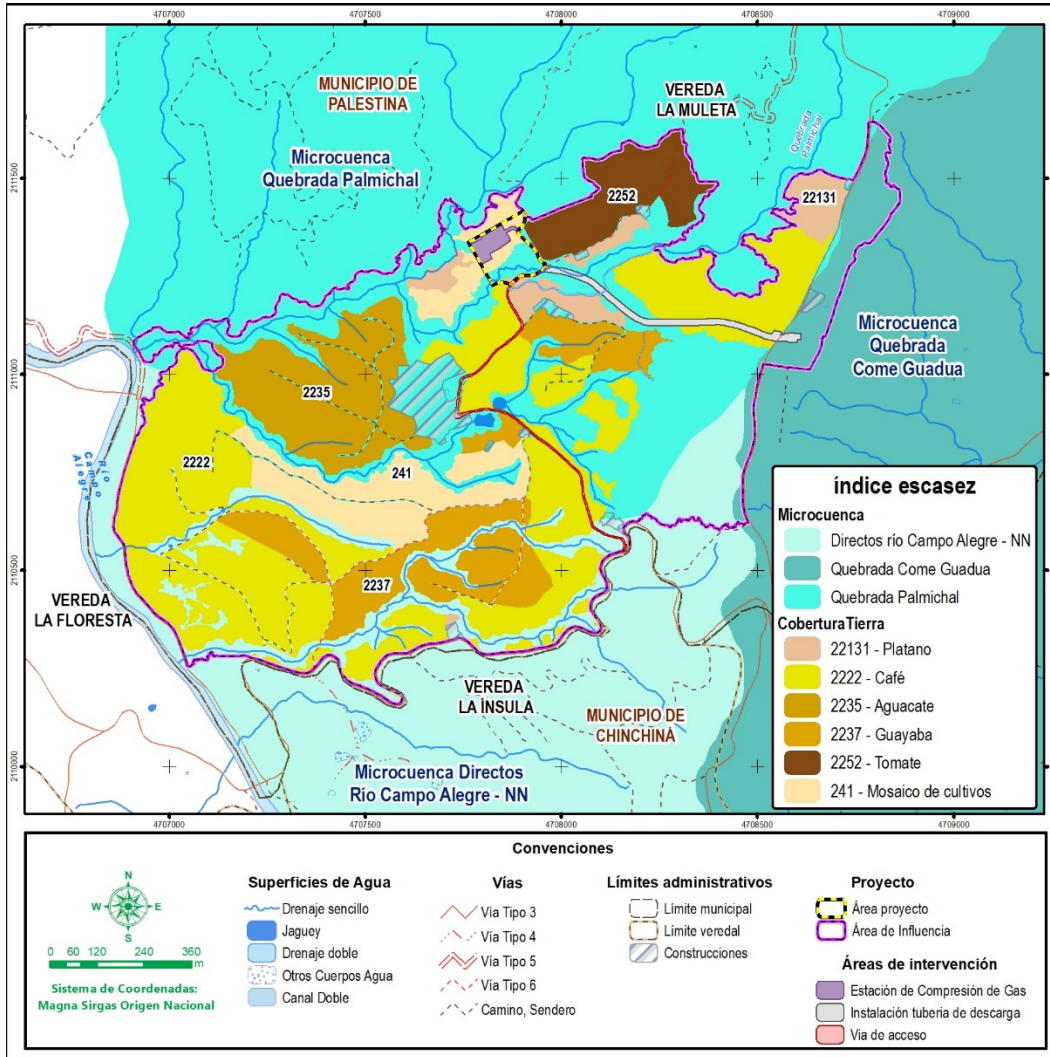 4707000 4707500 4708000 4708500 4709000
2111500
2111000
2110500
2110000
MUNICIPIO DE
PALESTINA
VEREDA
LA MULETA
Microcuenca
Quebrada Palmichal
Quebrada
Palmichal
2252
22131
Microcuenca
Quebrada
Come Guadua
2235
2222
241
Río
Campo
Alegre
2237
VEREDA
LA FLORESTA
VEREDA
LA ÍNSULA
MUNICIPIO DE
CHINCHINÁ
Microcuenca Directos
Río Campo Alegre - NN
índice escasez
Microcuenca
Directos río Campo Alegre - NN
Quebrada Come Guadua
Quebrada Palmichal
CoberturaTierra
22131 - Platano
2222 - Café
2235 - Aguacate
2237 - Guayaba
2252 - Tomate
241 - Mosaico de cultivos
4707000 4707500 4708000 4708500 4709000
Convenciones
N
W E
S
0 60 120 240 360
m
Sistema de Coordenadas:
Magna Sirgas Origen Nacional
Superficies de Agua
Drenaje sencillo
Jaguey
Drenaje doble
Otros Cuerpos Agua
Canal Doble
Vías
Vía Tipo 3
Vía Tipo 4
Vía Tipo 5
Vía Tipo 6
Camino, Sendero
Límites administrativos
Límite municipal
Límite veredal
Construcciones
Proyecto
Área proyecto
Área de Influencia
Áreas de intervención
Estación de Compresión de Gas
Instalación tuberia de descarga
Via de acceso